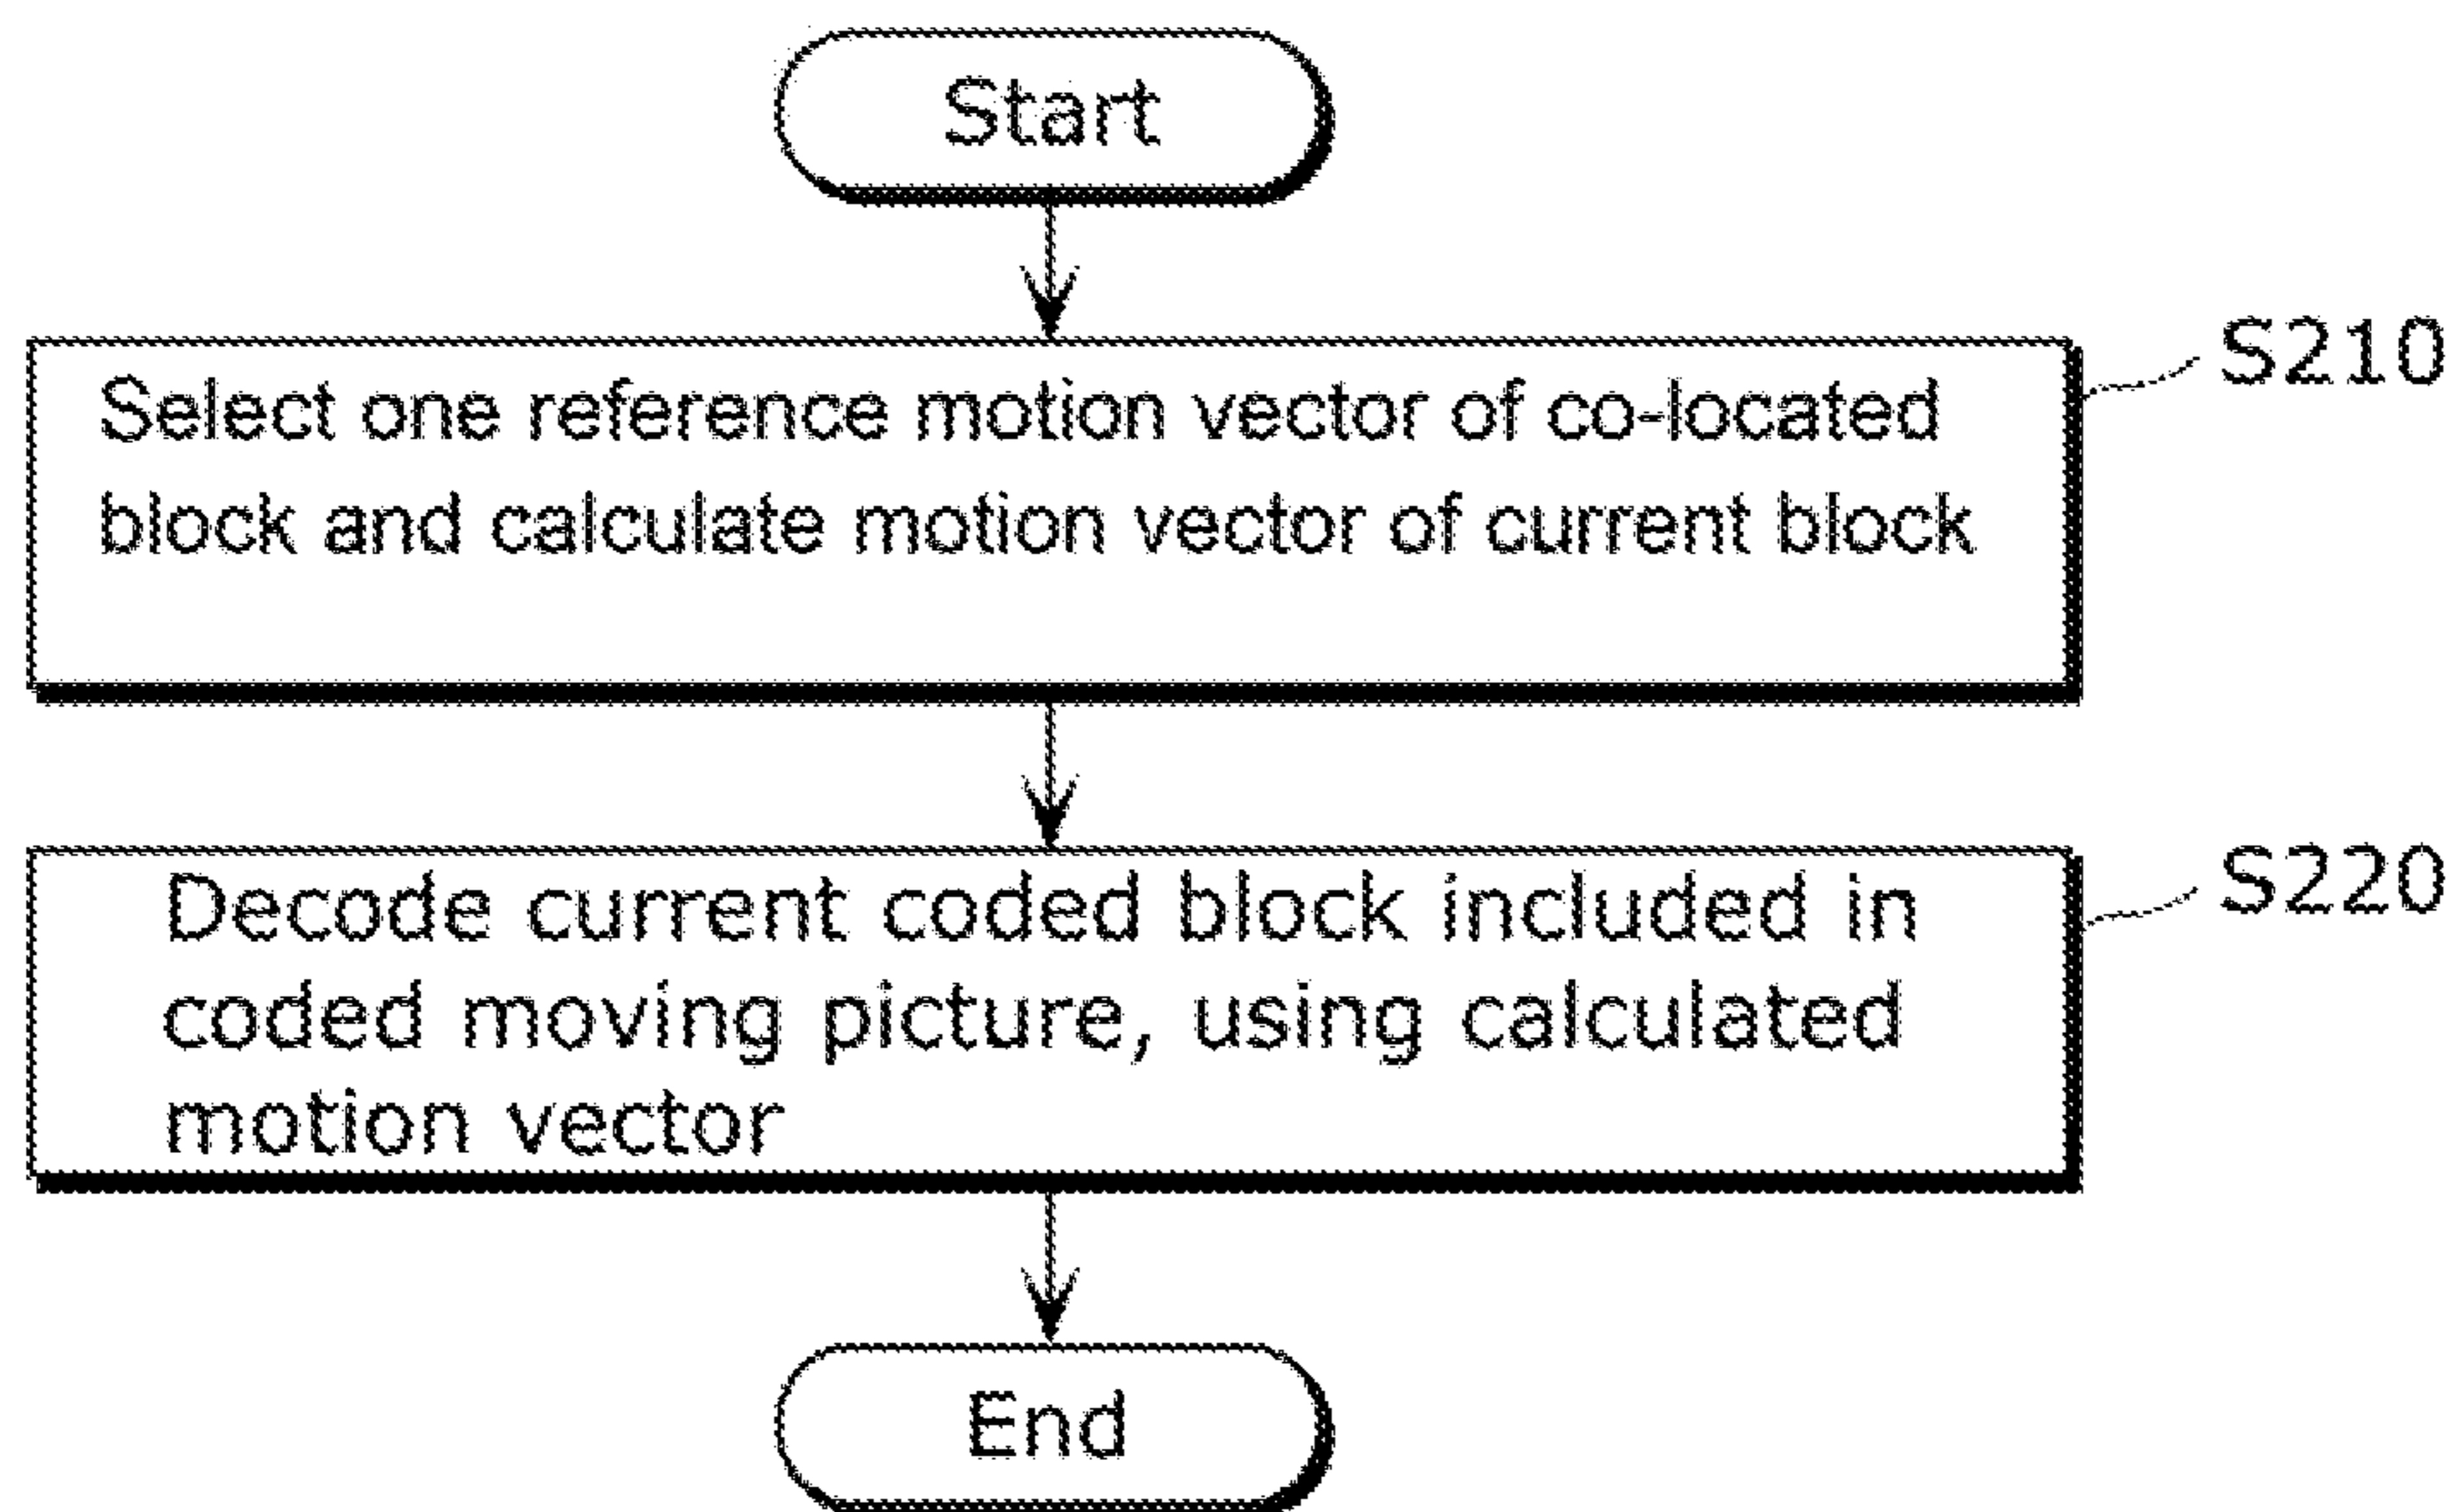 Start
S210
Select one reference motion vector of co-located
block and calculate motion vector of current block
S220
Decode current coded block included in
coded moving picture, using calculated
motion vector
End